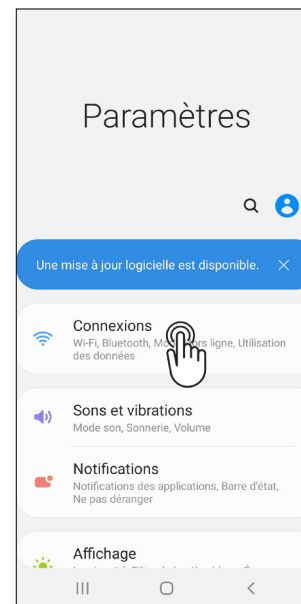 Paramètres
Une mise à jour logicielle est disponible.
Connexions
Wi-Fi, Bluetooth, hors ligne, Utilisation
des données
Sons et vibrations
Mode son, Sonnerie, Volume
Notifications
Notifications des applications, Barre d'état,
Ne pas déranger
Affichage